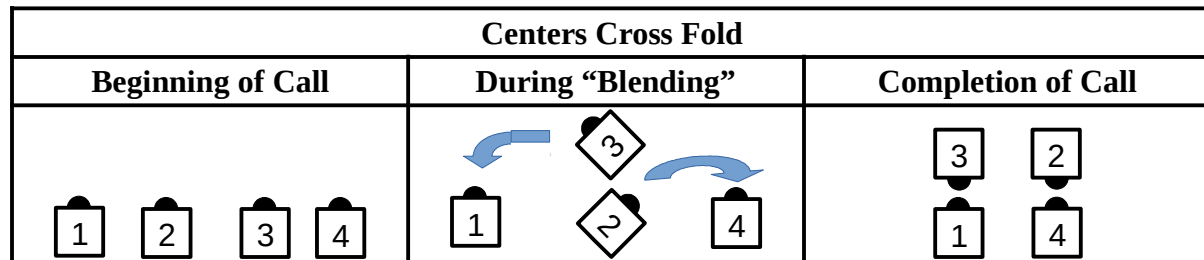 Centers Cross Fold
Beginning of Call
During “Blending”
Completion of Call
1 2 3 4
3
1 2 4
3 2
1 4